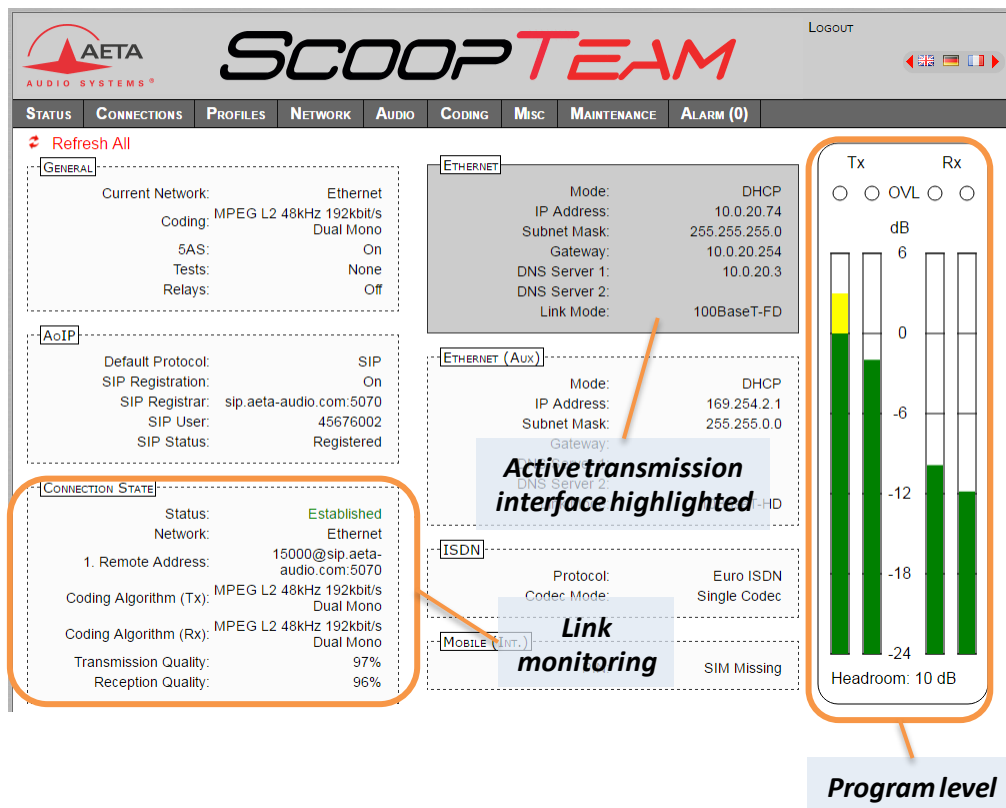 LOGOUT
AETA
AUDIO SYSTEMS®
SCOOPTEAM
STATUS CONNECTIONS PROFILES NETWORK AUDIO CODING MISC MAINTENANCE ALARM (0)
Refresh All
GENERAL
Current Network: Ethernet
Coding: MPEG L2 48kHz 192kbit/s
Dual Mono
5AS: On
Tests: None
Relays: Off
AoIP
Default Protocol: SIP
SIP Registration: On
SIP Registrar: sip.aeta-audio.com:5070
SIP User: 45676002
SIP Status: Registered
CONNECTION STATE
Status: Established
Network: Ethernet
1. Remote Address: 15000@sip.aeta-
audio.com:5070
Coding Algorithm (Tx): MPEG L2 48kHz 192kbit/s
Dual Mono
Coding Algorithm (Rx): MPEG L2 48kHz 192kbit/s
Dual Mono
Transmission Quality: 97%
Reception Quality: 96%
ETHERNET
Mode: DHCP
IP Address: 10.0.20.74
Subnet Mask: 255.255.255.0
Gateway: 10.0.20.254
DNS Server 1: 10.0.20.3
DNS Server 2:
Link Mode: 100BaseT-FD
ETHERNET (AUX)
Mode: DHCP
IP Address: 169.254.2.1
Subnet Mask: 255.255.0.0
Gateway:
DNS Server 2:
Active transmission
interface highlighted
T-HD
ISDN
Protocol: Euro ISDN
Codec Mode: Single Codec
MOBILE (INT.)
SIM Missing
Link
monitoring
Tx Rx
OVL
dB
6
0
-6
-12
-18
-24
Headroom: 10 dB
Program level